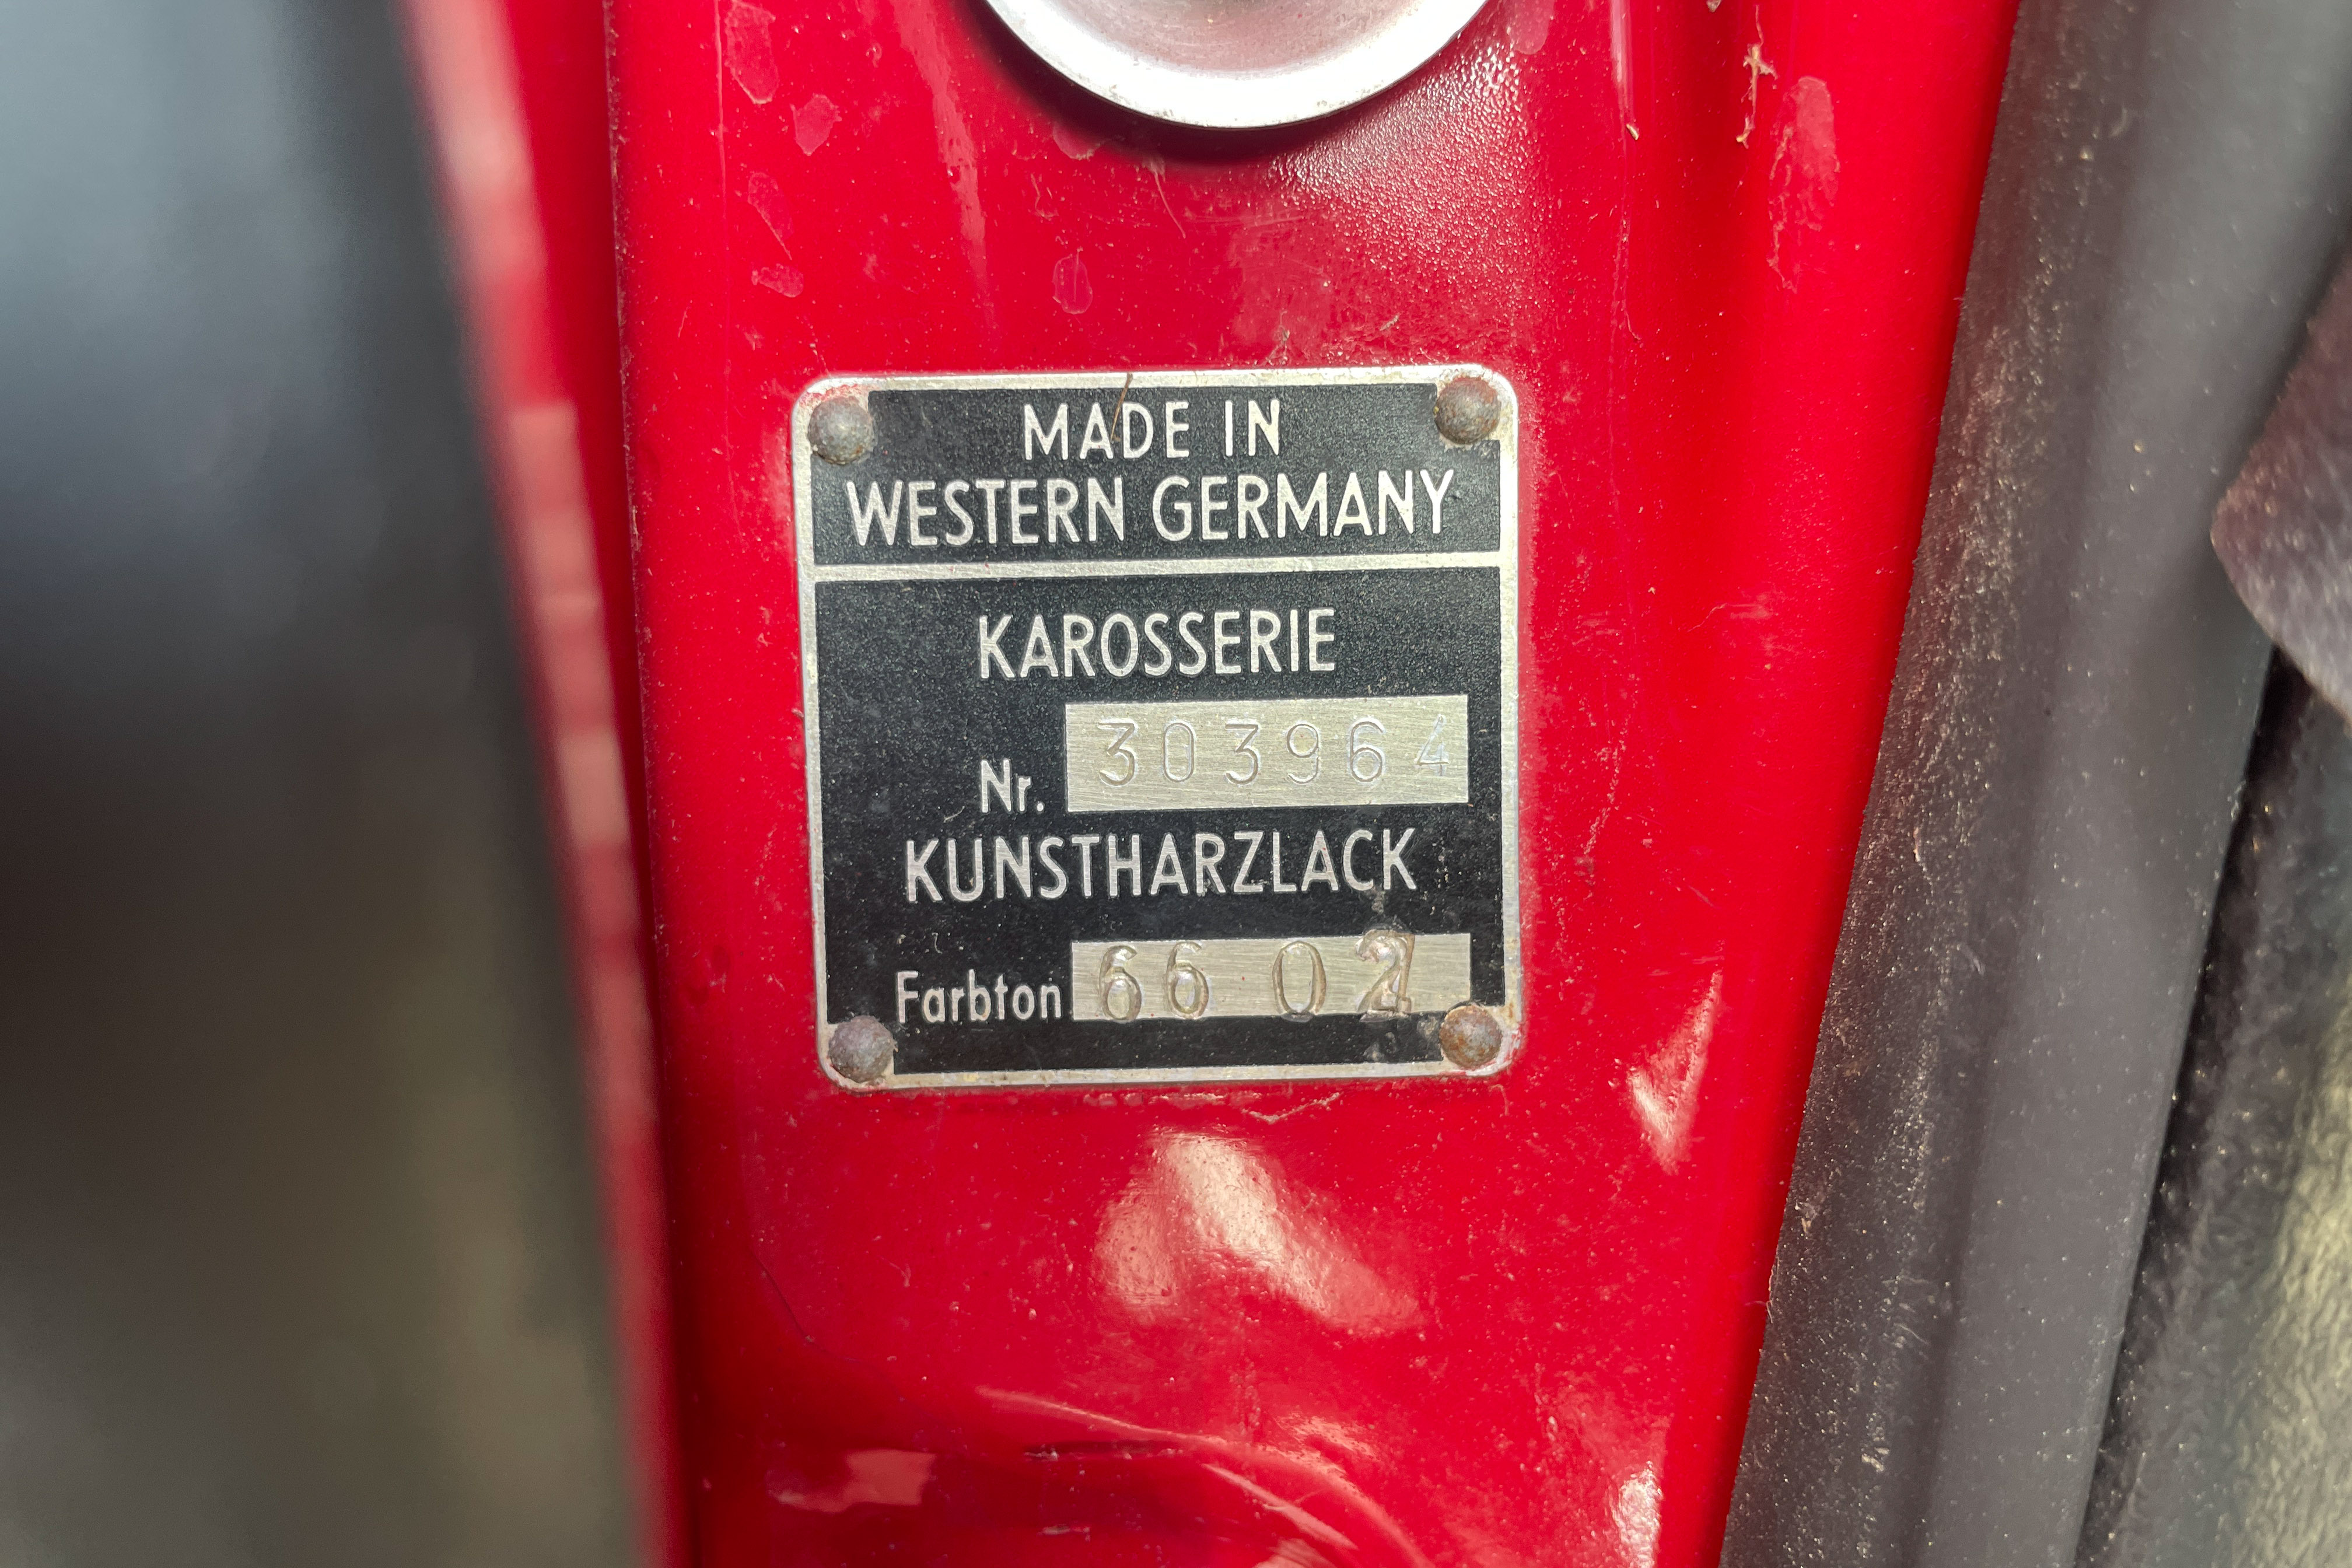 MADE IN
WESTERN GERMANY
KAROSSERIE
Nr. 303964
KUNSTHARZLACK
Farbton 6602